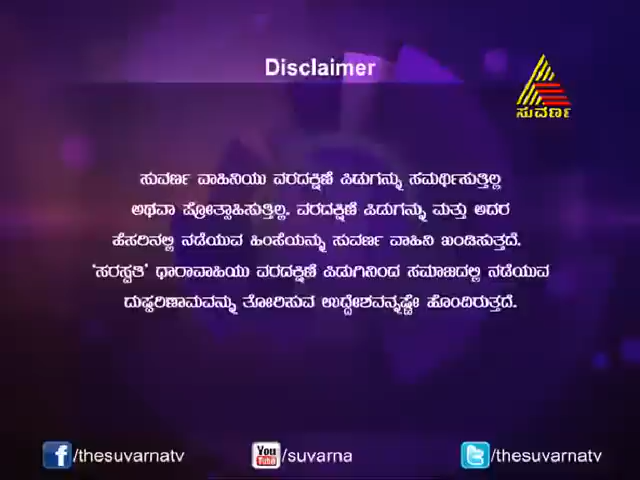 Disclaimer
ಸುವರ್ಣ
ಸುವರ್ಣ ವಾಹಿನಿಯು ವರದಕ್ಷಿಣೆ ಪಿಡುಗನ್ನು ಸಮರ್ಥಿಸುತ್ತಿಲ್ಲ
ಅಥವಾ ಪ್ರೋತ್ಸಾಹಿಸುತ್ತಿಲ್ಲ. ವರದಕ್ಷಿಣೆ ಪಿಡುಗನ್ನು ಮತ್ತು ಅದರ
ಹೆಸರಿನಲ್ಲಿ ನಡೆಯುವ ಹಿಂಸೆಯನ್ನು ಸುವರ್ಣ ವಾಹಿನಿ ಖಂಡಿಸುತ್ತದೆ.
'ಸರಸ್ವತಿ' ಧಾರಾವಾಹಿಯು ವರದಕ್ಷಿಣೆ ಪಿಡುಗಿನಿಂದ ಸಮಾಜದಲ್ಲಿ ನಡೆಯುವ
ದುಷ್ಪರಿಣಾಮವನ್ನು ತೋರಿಸುವ ಉದ್ದೇಶವನ್ನಷ್ಟೇ ಹೊಂದಿರುತ್ತದೆ.
f /thesuvarnatv You Tube /suvarna t /thesuvarnatv